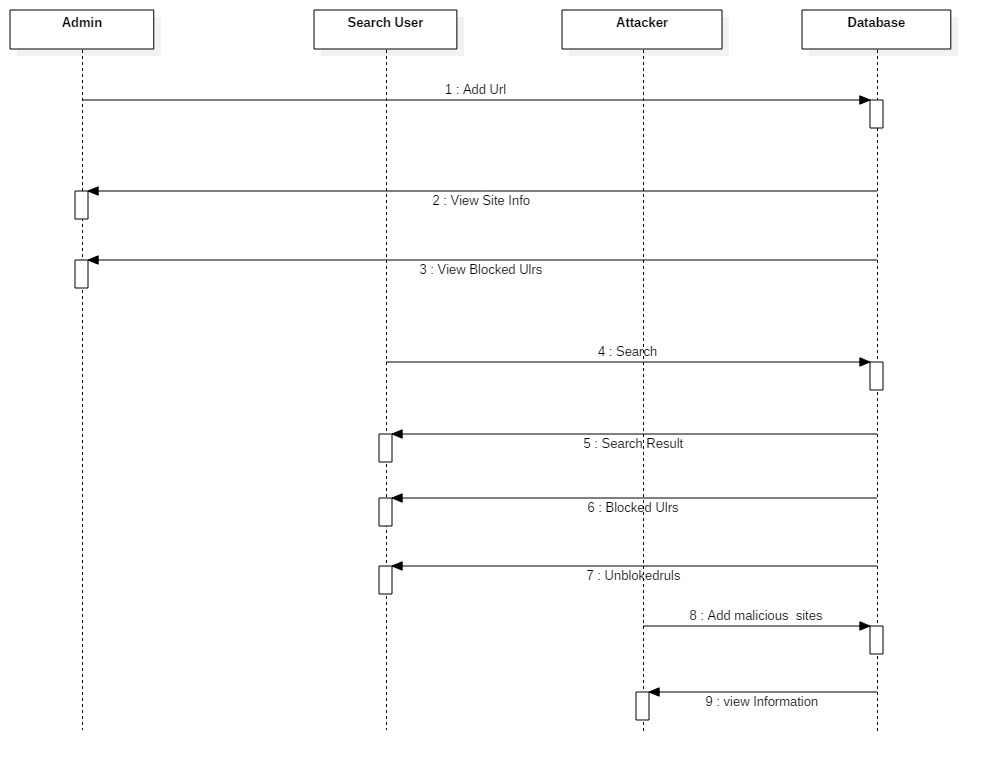 Admin
Search User
Attacker
Database
1 : Add Url
2 : View Site Info
3 : View Blocked Ulrs
4 : Search
5 : Search Result
6 : Blocked Ulrs
7 : Unblokedruls
8 : Add malicious  sites
9 : view Information